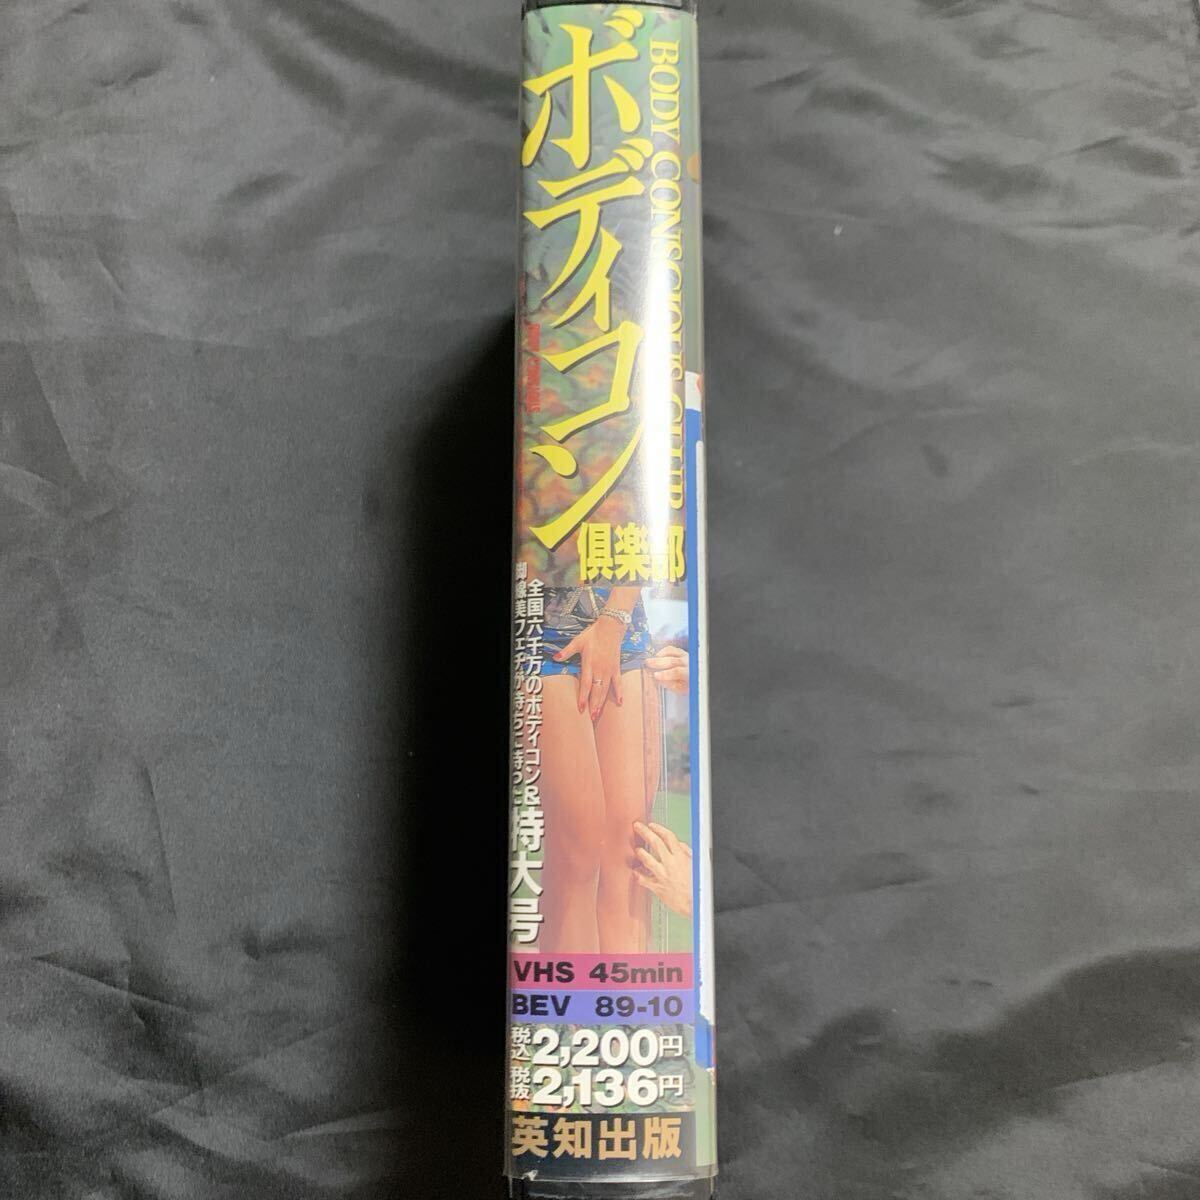 ボディコン
BODY CONSCIOUS CLUB
倶楽部
全国六千万のボディコン&
脚線美フェチが待ちに待った
特大号
VHS 45min
BEV 89-10
税込2,200円
税抜2,136円
英知出版